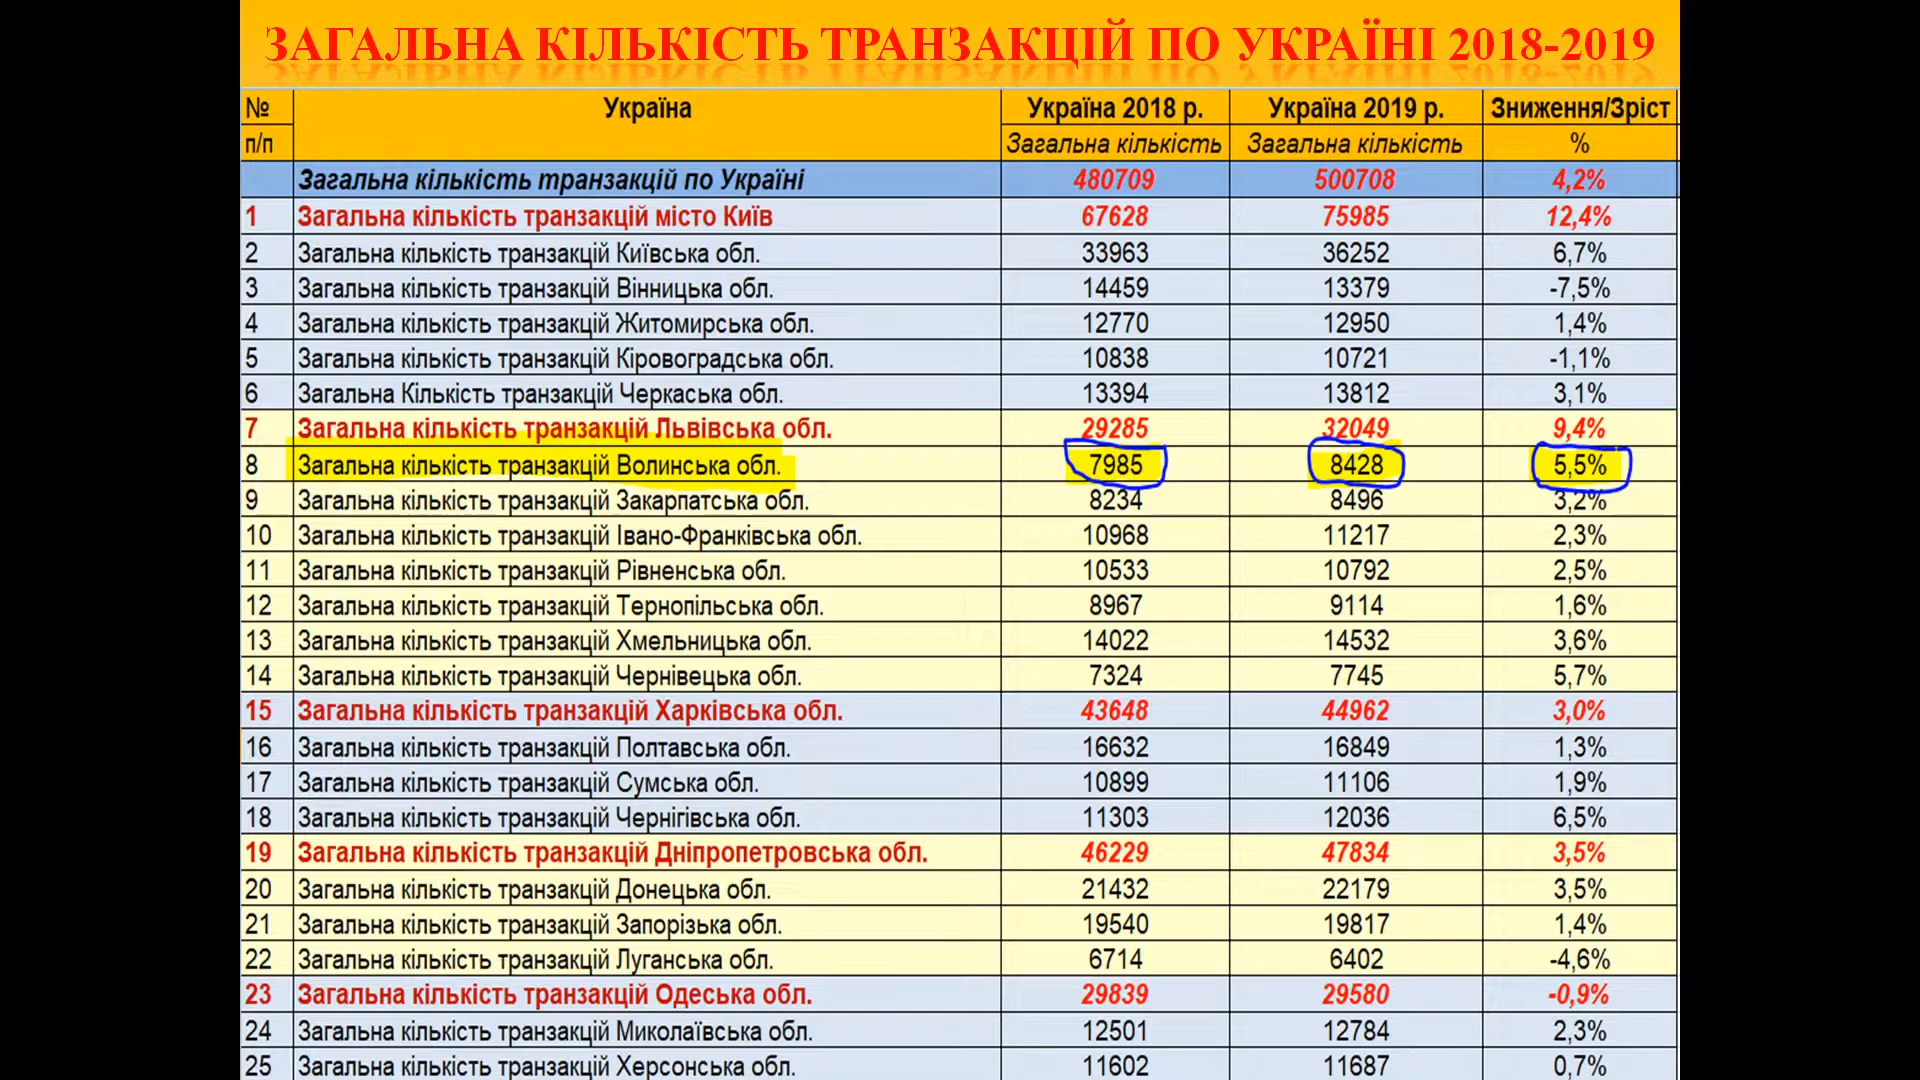 ЗАГАЛЬНА КІЛЬКІСТЬ ТРАНЗАКЦІЙ ПО УКРАЇНІ 2018-2019
№ Україна Україна 2018 р. Україна 2019 р. Зниження/Зріст
п/п Загальна кількість Загальна кількість %
Загальна кількість транзакцій по Україні 480709 500708 4,2%
1 Загальна кількість транзакцій місто Київ 67628 75985 12,4%
2 Загальна кількість транзакцій Київська обл. 33963 36252 6,7%
3 Загальна кількість транзакцій Вінницька обл. 14459 13379 -7,5%
4 Загальна кількість транзакцій Житомирська обл. 12770 12950 1,4%
5 Загальна кількість транзакцій Кіровоградська обл. 10838 10721 -1,1%
6 Загальна Кількість транзакцій Черкаська обл. 13394 13812 3,1%
7 Загальна кількість транзакцій Львівська обл. 29285 32049 9,4%
8 Загальна кількість транзакцій Волинська обл. 7985 8428 5,5%
9 Загальна кількість транзакцій Закарпатська обл. 8234 8496 3,2%
10 Загальна кількість транзакцій Івано-Франківська обл. 10968 11217 2,3%
11 Загальна кількість транзакцій Рівненська обл. 10533 10792 2,5%
12 Загальна кількість транзакцій Тернопільська обл. 8967 9114 1,6%
13 Загальна кількість транзакцій Хмельницька обл. 14022 14532 3,6%
14 Загальна кількість транзакцій Чернівецька обл. 7324 7745 5,7%
15 Загальна кількість транзакцій Харківська обл. 43648 44962 3,0%
16 Загальна кількість транзакцій Полтавська обл. 16632 16849 1,3%
17 Загальна кількість транзакцій Сумська обл. 10899 11106 1,9%
18 Загальна кількість транзакцій Чернігівська обл. 11303 12036 6,5%
19 Загальна кількість транзакцій Дніпропетровська обл. 46229 47834 3,5%
20 Загальна кількість транзакцій Донецька обл. 21432 22179 3,5%
21 Загальна кількість транзакцій Запорізька обл. 19540 19817 1,4%
22 Загальна кількість транзакцій Луганська обл. 6714 6402 -4,6%
23 Загальна кількість транзакцій Одеська обл. 29839 29580 -0,9%
24 Загальна кількість транзакцій Миколаївська обл. 12501 12784 2,3%
25 Загальна кількість транзакцій Херсонська обл. 11602 11687 0,7%